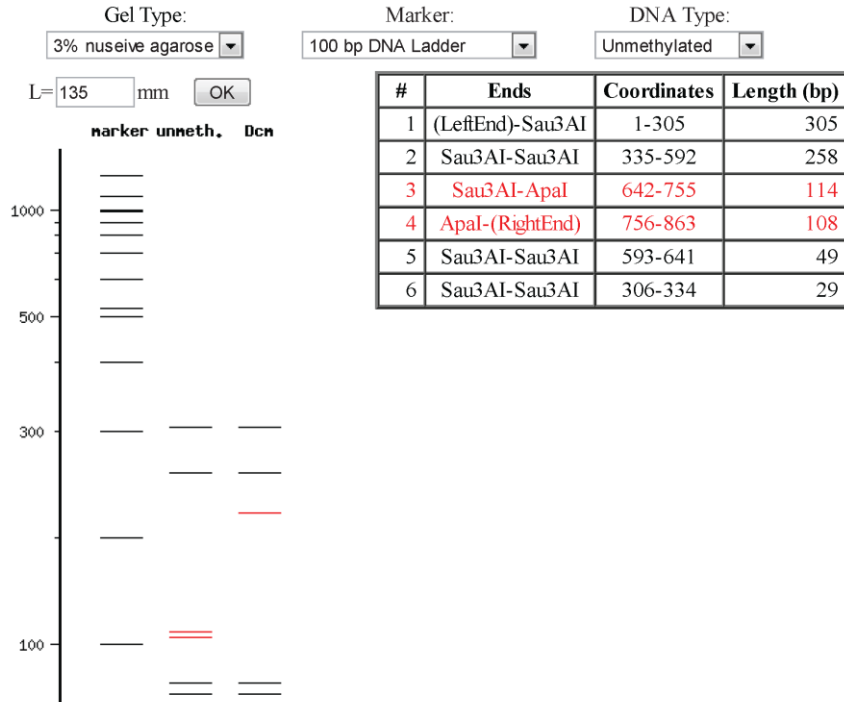 Gel Type: Marker: DNA Type:
3% nuseive agarose 100 bp DNA Ladder Unmethylated
L= 135 mm OK
# Ends Coordinates Length (bp)
1 (LeftEnd)-Sau3AI 1-305 305
2 Sau3AI-Sau3AI 335-592 258
3 Sau3AI-ApaI 642-755 114
4 ApaI-(RightEnd) 756-863 108
5 Sau3AI-Sau3AI 593-641 49
6 Sau3AI-Sau3AI 306-334 29
marker unmeth. Dcm
1000
500
300
100